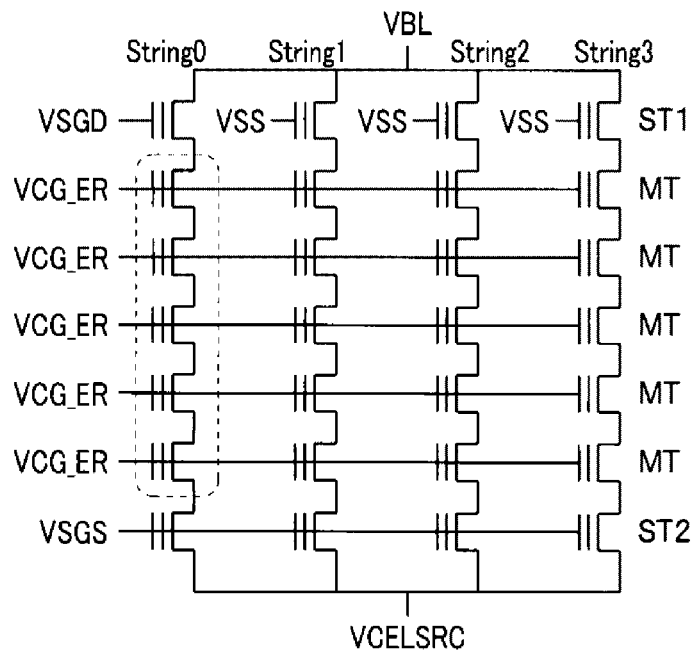 VBL
String0 String1 String2 String3
VSGD VSS VSS VSS ST1
VCG_ER MT
VCG_ER MT
VCG_ER MT
VCG_ER MT
VCG_ER MT
VSGS ST2
VCELSRC